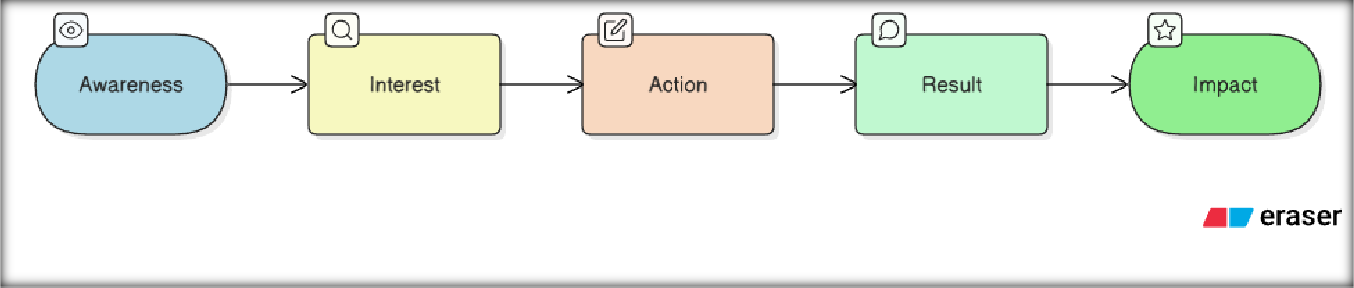 Awareness
Interest
Action
Result
Impact
eraser